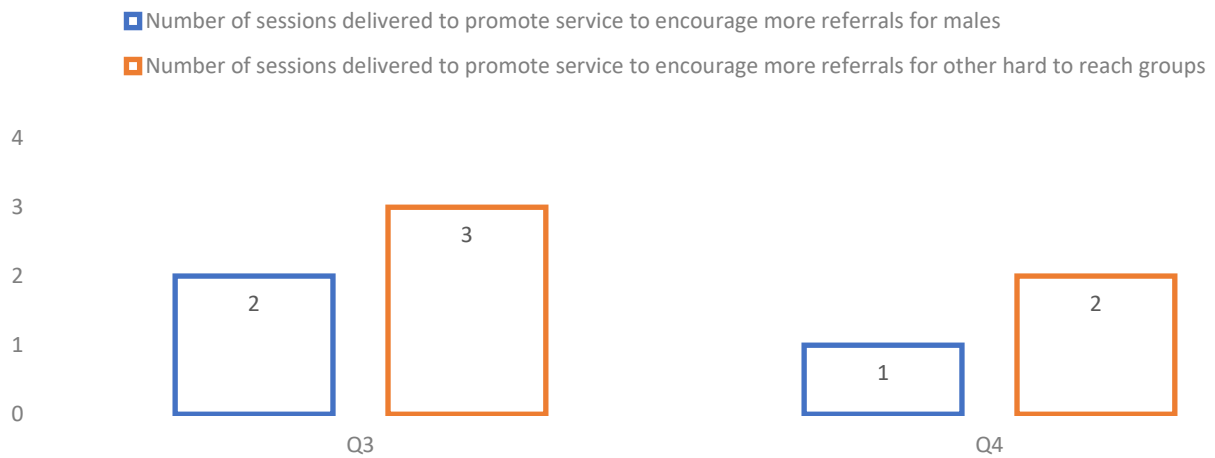 Number of sessions delivered to promote service to encourage more referrals for males
Number of sessions delivered to promote service to encourage more referrals for other hard to reach groups
4
3
2
1
0
2
3
1
2
Q3
Q4